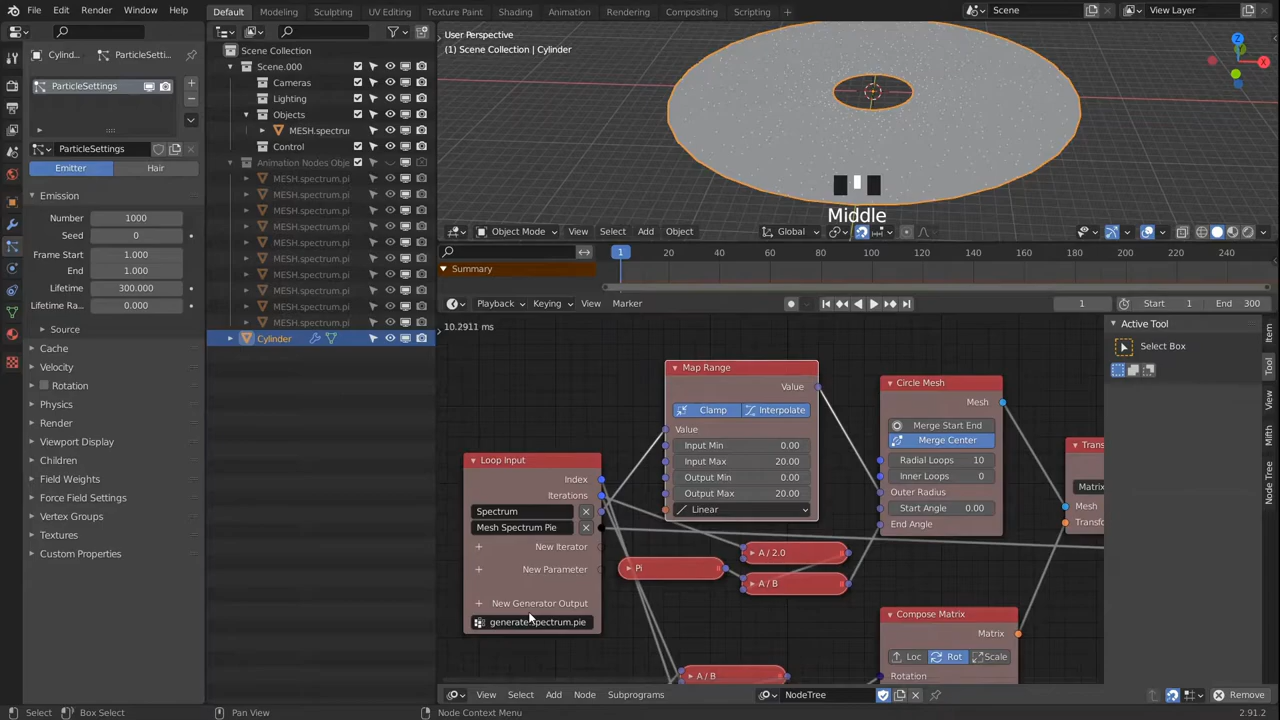 File Edit Render Window Help
Default Modeling Sculpting UV Editing Texture Paint Shading Animation Rendering Compositing Scripting +
Scene
View Layer
Cylind... ParticleSetti...
ParticleSettings
ParticleSettings
Emitter Hair
Emission
Number 1000
Seed 0
Frame Start 1.000
End 1.000
Lifetime 300.000
Lifetime Ra... 0.000
Source
Cache
Velocity
Rotation
Physics
Render
Viewport Display
Children
Field Weights
Force Field Settings
Vertex Groups
Textures
Custom Properties
Scene Collection
Scene.000
Cameras
Lighting
Objects
MESH.spectrur
Control
Animation Nodes Obje
MESH.spectrum.pi
MESH.spectrum.pi
MESH.spectrum.pi
MESH.spectrum.pi
MESH.spectrum.pi
MESH.spectrum.pi
MESH.spectrum.pi
MESH.spectrum.pi
MESH.spectrum.pi
MESH.spectrum.pi
Cylinder
User Perspective
(1) Scene Collection | Cylinder
Z
X
Middle
Object Mode View Select Add Object Global
1 20 40 60 80 100 120 140 160 180 200 220 240
Summary
Playback Keying View Marker 1 Start 1 End 300
10.2911 ms
Map Range
Value
Clamp Interpolate
Value
Input Min 0.00
Input Max 20.00
Output Min 0.00
Output Max 20.00
Linear
Loop Input
Index
Iterations
Spectrum
Mesh Spectrum Pie
New Iterator
New Parameter
New Generator Output
generate.spectrum.pie
Pi
A / 2.0
A / B
A / B
Circle Mesh
Mesh
Merge Start End
Merge Center
Radial Loops 10
Inner Loops 0
Outer Radius
Start Angle 0.00
End Angle
Compose Matrix
Matrix
Loc Rot Scale
Rotation
Trans
Matrix
Mesh
Transfo
Active Tool
Select Box
Item
Tool
View
Mifth
Node Tools
View Select Add Node Subprograms NodeTree Remove
Select Box Select Pan View Node Context Menu 2.91.2